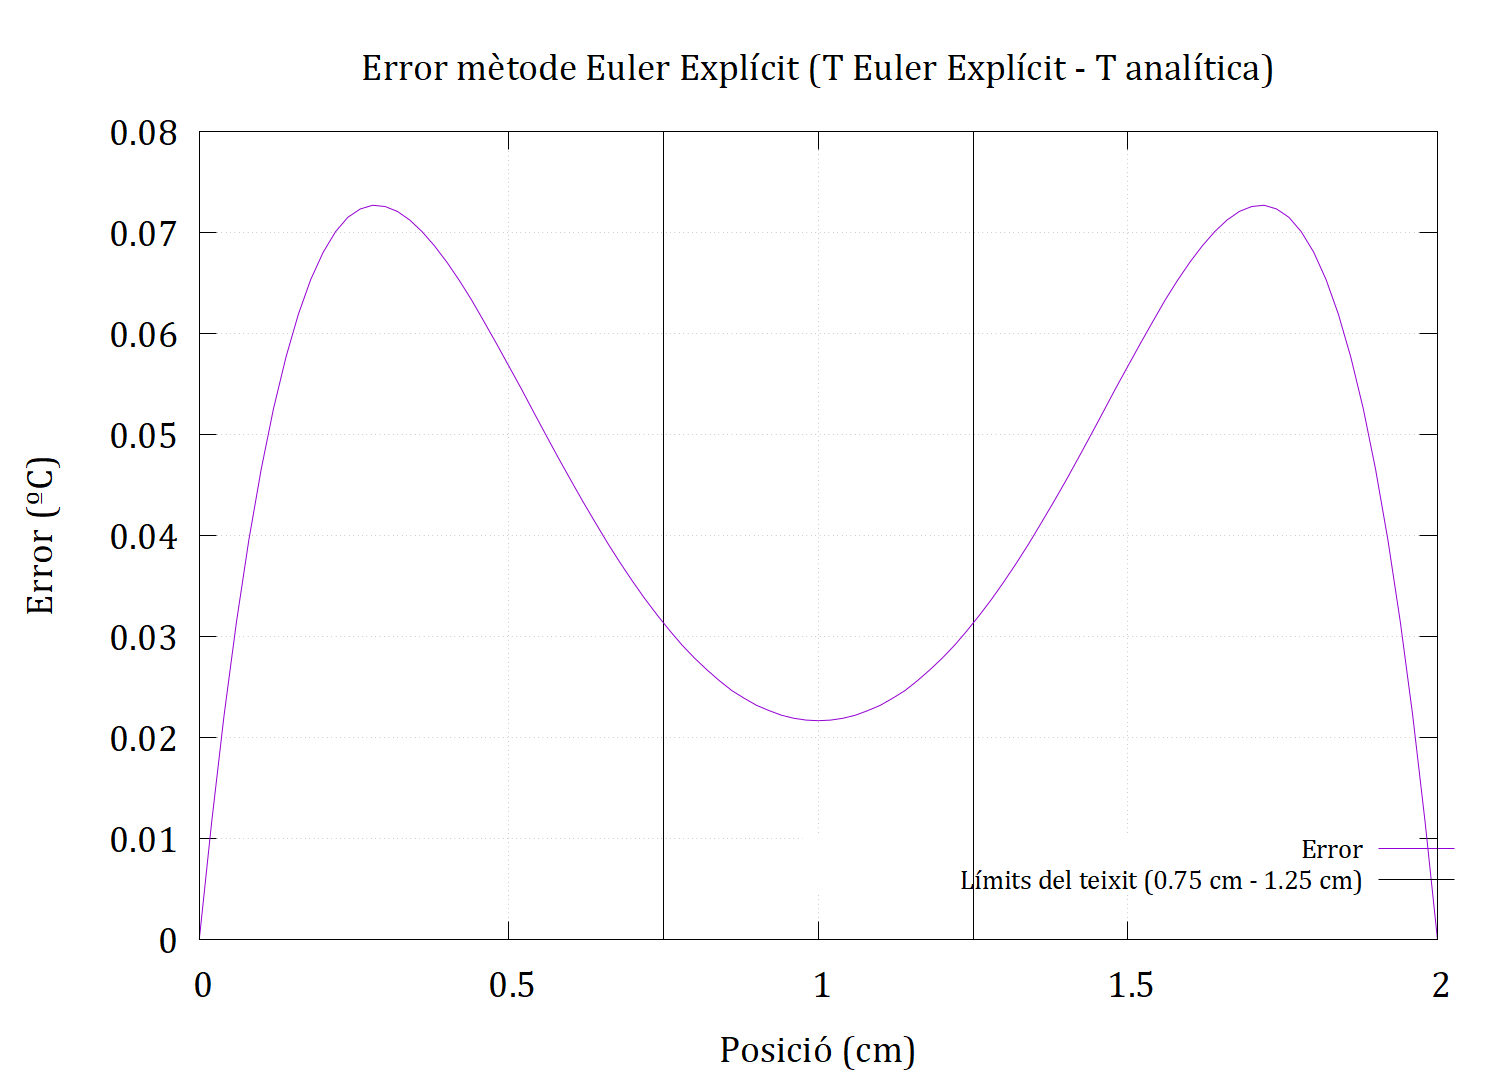 Error mètode Euler Explícit (T Euler Explícit - T analítica)
0.08
0.07
0.06
0.05
0.04
0.03
0.02
0.01
0
Error (ºC)
Error
Límits del teixit (0.75 cm - 1.25 cm)
0 0.5 1 1.5 2
Posició (cm)